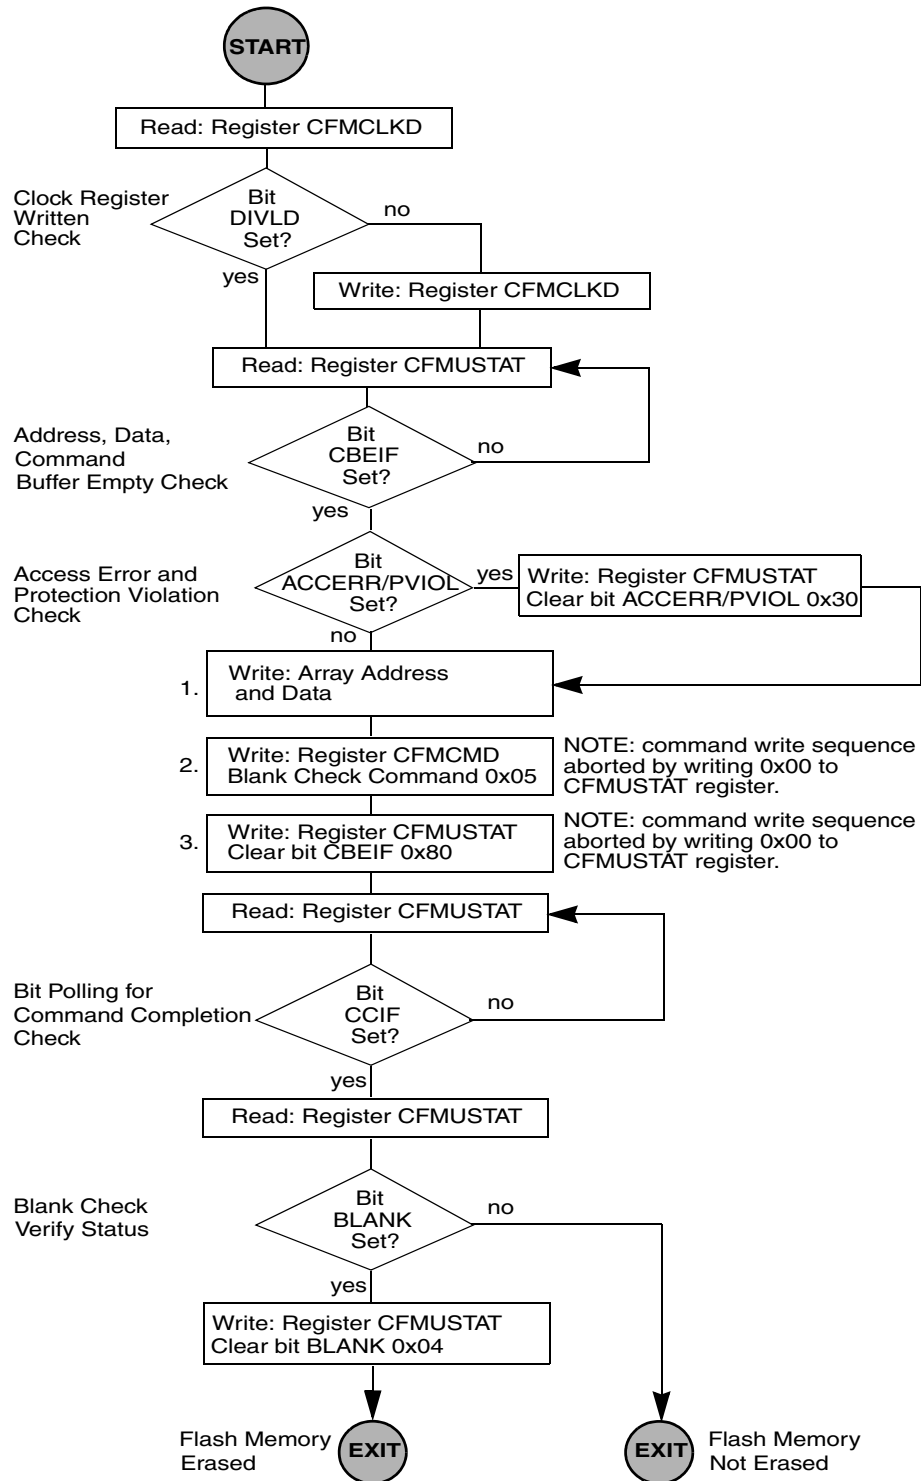 START
Read: Register CFMCLKD
Clock Register
Written
Check
Bit
DIVLD
Set?
no
yes
Write: Register CFMCLKD
Read: Register CFMUSTAT
Address, Data,
Command
Buffer Empty Check
Bit
CBEIF
Set?
no
yes
Access Error and
Protection Violation
Check
Bit
ACCERR/PVIOL
Set?
yes
Write: Register CFMUSTAT
Clear bit ACCERR/PVIOL 0x30
no
1.
Write: Array Address
and Data
2.
Write: Register CFMCMD
Blank Check Command 0x05
NOTE: command write sequence
aborted by writing 0x00 to
CFMUSTAT register.
3.
Write: Register CFMUSTAT
Clear bit CBEIF 0x80
NOTE: command write sequence
aborted by writing 0x00 to
CFMUSTAT register.
Read: Register CFMUSTAT
Bit Polling for
Command Completion
Check
Bit
CCIF
Set?
no
yes
Read: Register CFMUSTAT
Blank Check
Verify Status
Bit
BLANK
Set?
no
yes
Write: Register CFMUSTAT
Clear bit BLANK 0x04
Flash Memory
Erased
EXIT
EXIT
Flash Memory
Not Erased